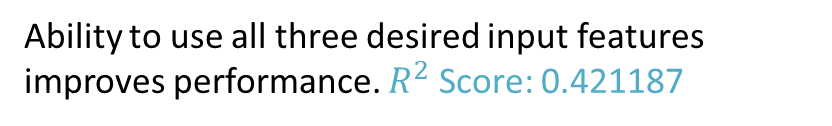 Ability to use all three desired input features
improves performance. R² Score: 0.421187